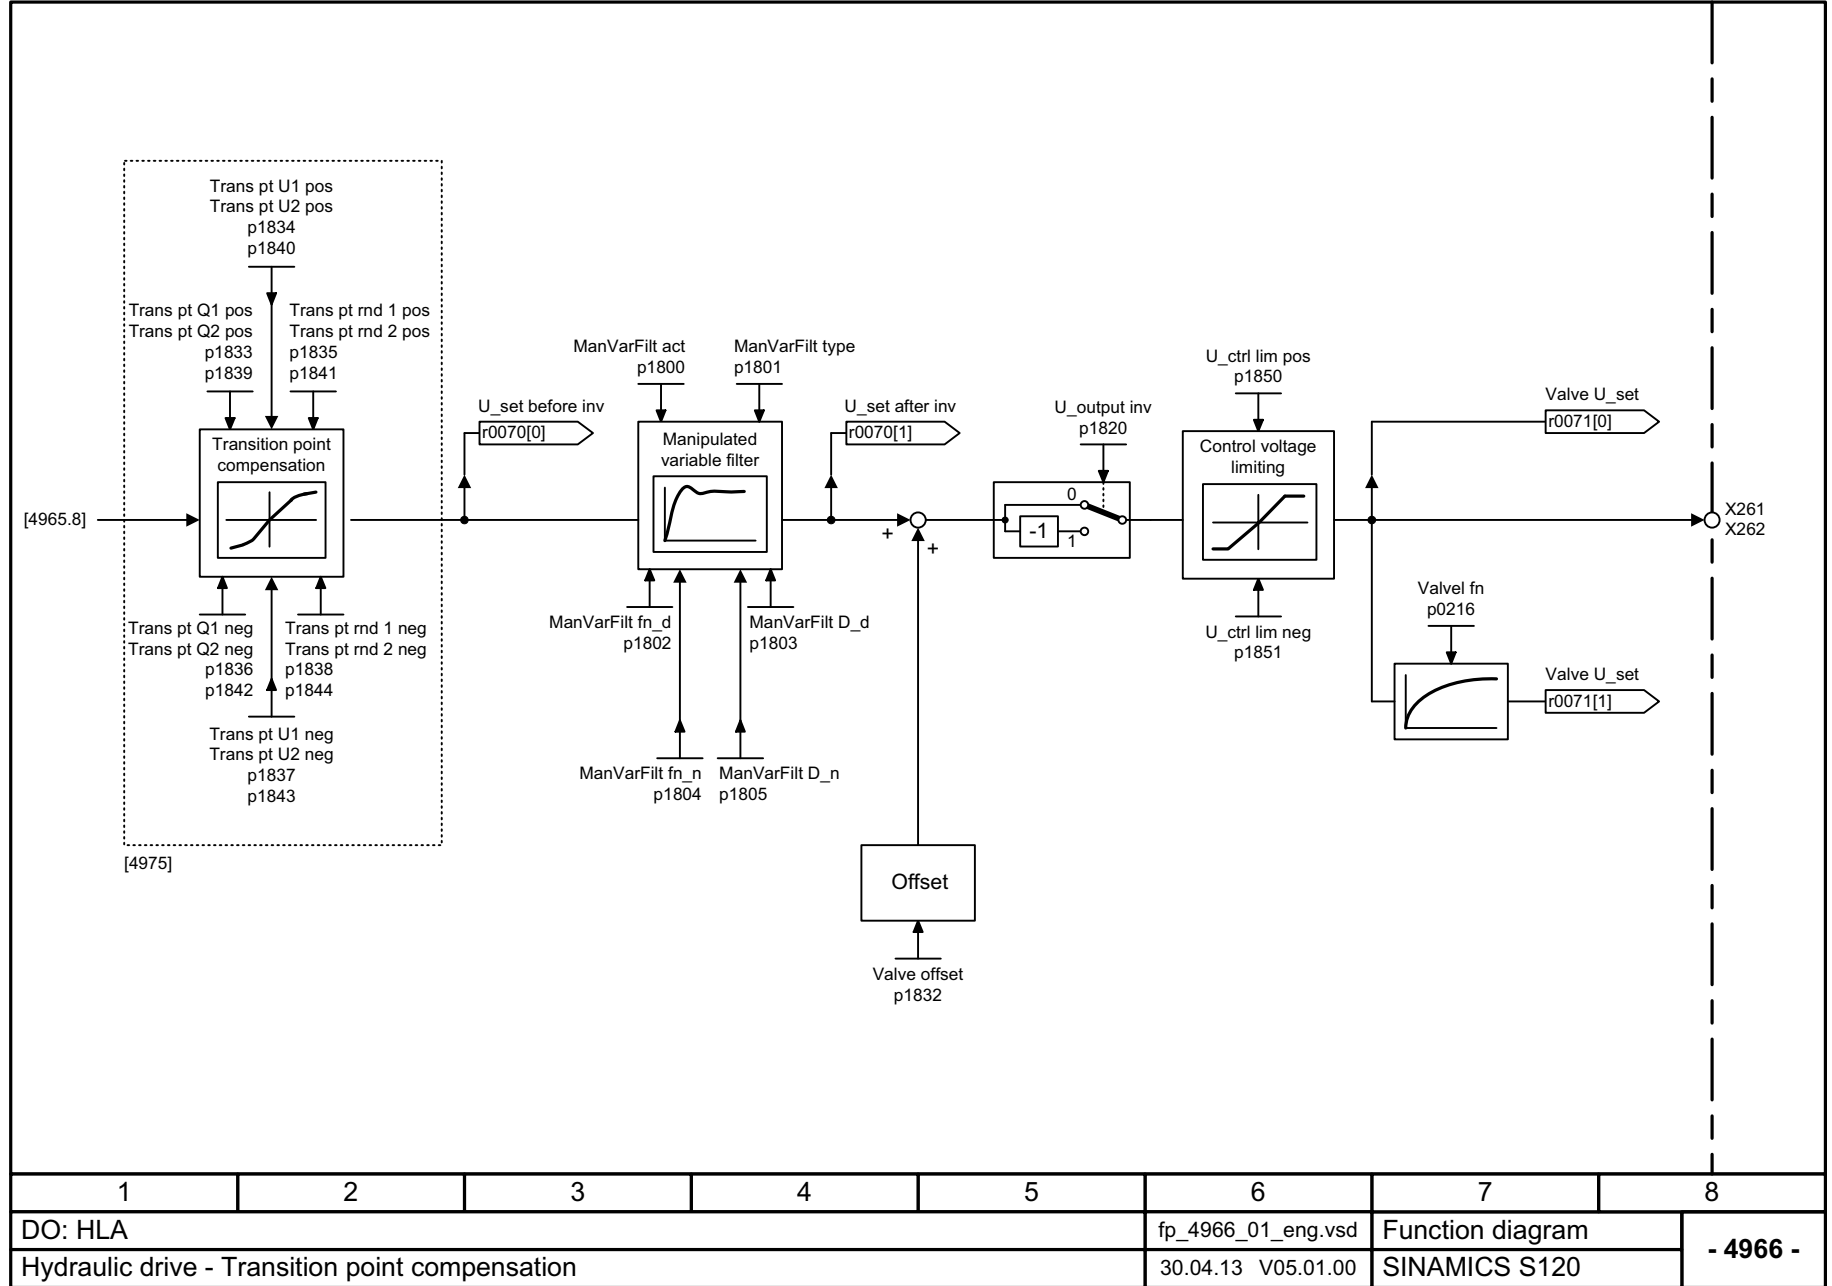 Trans pt U1 pos
Trans pt U2 pos
p1834
p1840
Trans pt Q1 pos
Trans pt Q2 pos
p1833
p1839
Trans pt rnd 1 pos
Trans pt rnd 2 pos
p1835
p1841
Transition point
compensation
[4965.8]
Trans pt Q1 neg
Trans pt Q2 neg
p1836
p1842
Trans pt rnd 1 neg
Trans pt rnd 2 neg
p1838
p1844
Trans pt U1 neg
Trans pt U2 neg
p1837
p1843
[4975]
U_set before inv
r0070[0]
ManVarFilt act
p1800
ManVarFilt type
p1801
Manipulated
variable filter
ManVarFilt fn_d
p1802
ManVarFilt D_d
p1803
ManVarFilt fn_n
p1804
ManVarFilt D_n
p1805
U_set after inv
r0070[1]
+
+
Offset
Valve offset
p1832
U_output inv
p1820
0
-1
1
U_ctrl lim pos
p1850
Control voltage
limiting
U_ctrl lim neg
p1851
Valve U_set
r0071[0]
X261
X262
Valvel fn
p0216
Valve U_set
r0071[1]
1 2 3 4 5 6 7 8
DO: HLA
fp_4966_01_eng.vsd
Function diagram
- 4966 -
Hydraulic drive - Transition point compensation
30.04.13 V05.01.00
SINAMICS S120